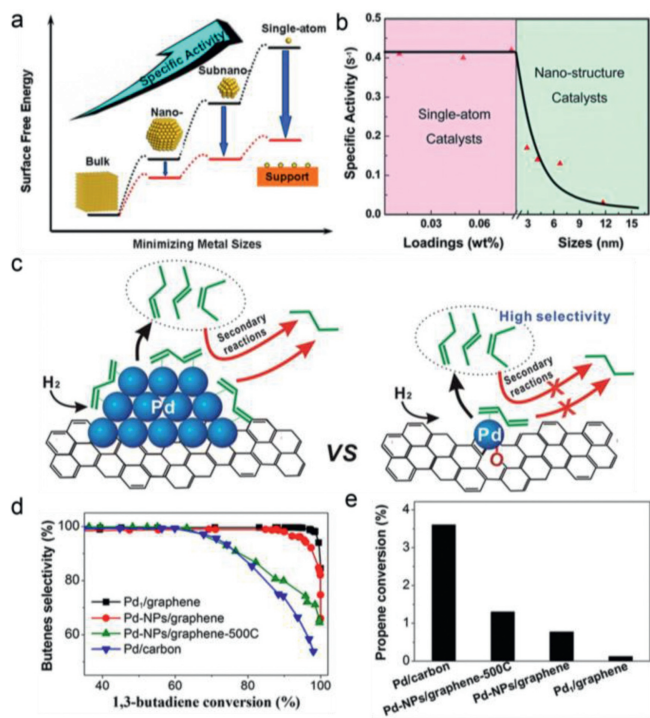 a
Surface Free Energy
Specific Activity
Bulk
Nano-
Subnano-
Single-atom
Support
Minimizing Metal Sizes
b
Specific Activity (s⁻¹)
0.5
0.4
0.3
0.2
0.1
0.0
Single-atom
Catalysts
Nano-structure
Catalysts
0.03
0.06
3
6
9
12
15
Loadings (wt%)
Sizes (nm)
c
H₂
Pd
Secondary
reactions
VS
High selectivity
H₂
Pd
O
Secondary
reactions
d
Butenes selectivity (%)
100
80
60
Pd₁/graphene
Pd-NPs/graphene
Pd-NPs/graphene-500C
Pd/carbon
40
60
80
100
1,3-butadiene conversion (%)
e
Propene conversion (%)
4
3
2
1
0
Pd/carbon
Pd-NPs/graphene-500C
Pd-NPs/graphene
Pd₁/graphene